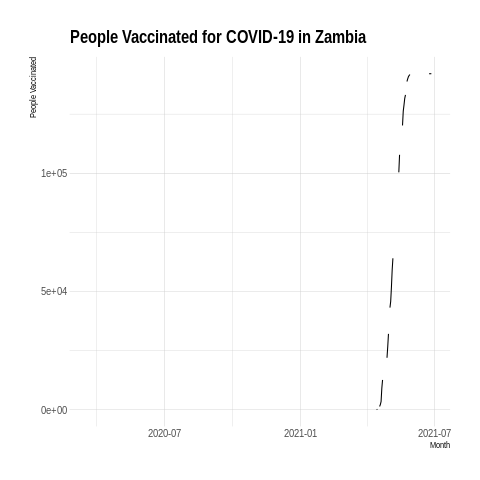 People Vaccinated for COVID-19 in Zambia
People Vaccinated
1e+05
5e+04
0e+00
2020-07 2021-01 2021-07
Month